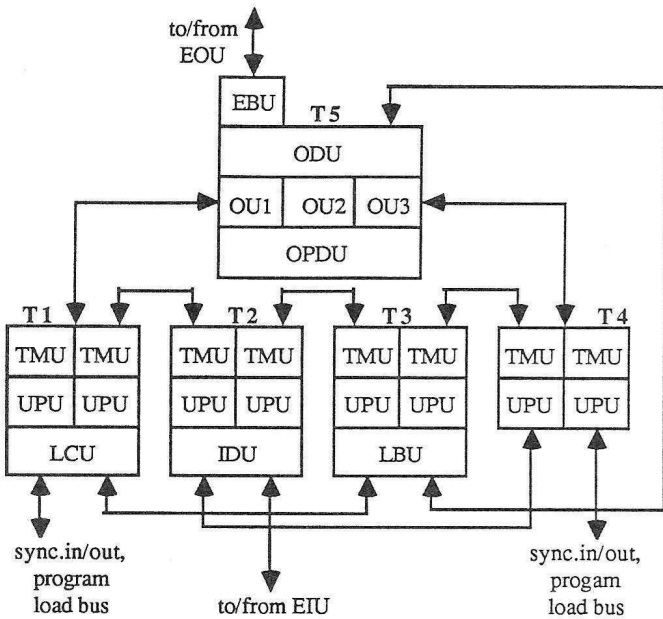 to/from
EOU
EBU
T5
ODU
OU1 OU2 OU3
OPDU
T1 T2 T3 T4
TMU TMU TMU TMU TMU TMU TMU TMU
UPU UPU UPU UPU UPU UPU UPU UPU
LCU IDU LBU
sync.in/out,
program
load bus
to/from EIU
sync.in/out,
progam
load bus